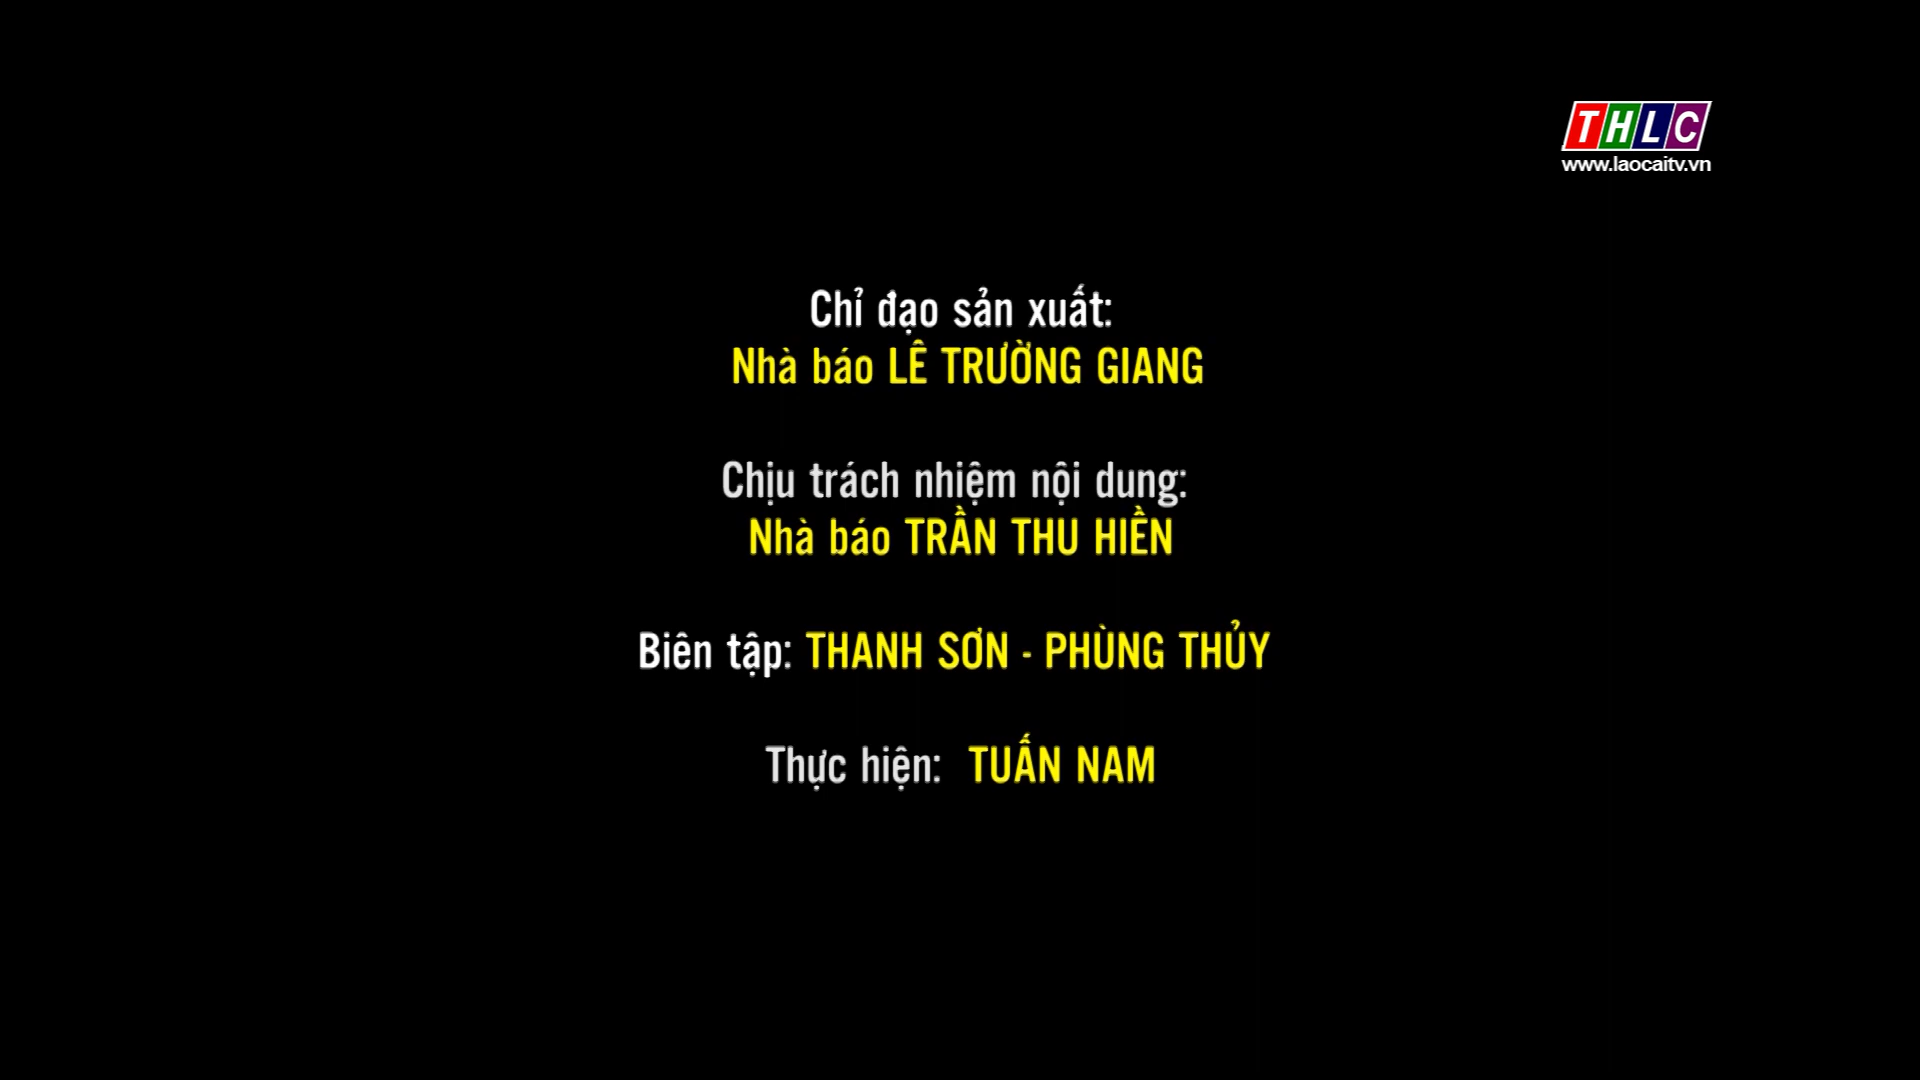 THLC
www.laocaitv.vn
Chỉ đạo sản xuất:
Nhà báo LÊ TRƯỜNG GIANG
Chịu trách nhiệm nội dung:
Nhà báo TRẦN THU HIỀN
Biên tập: THANH SƠN - PHÙNG THỦY
Thực hiện: TUẤN NAM